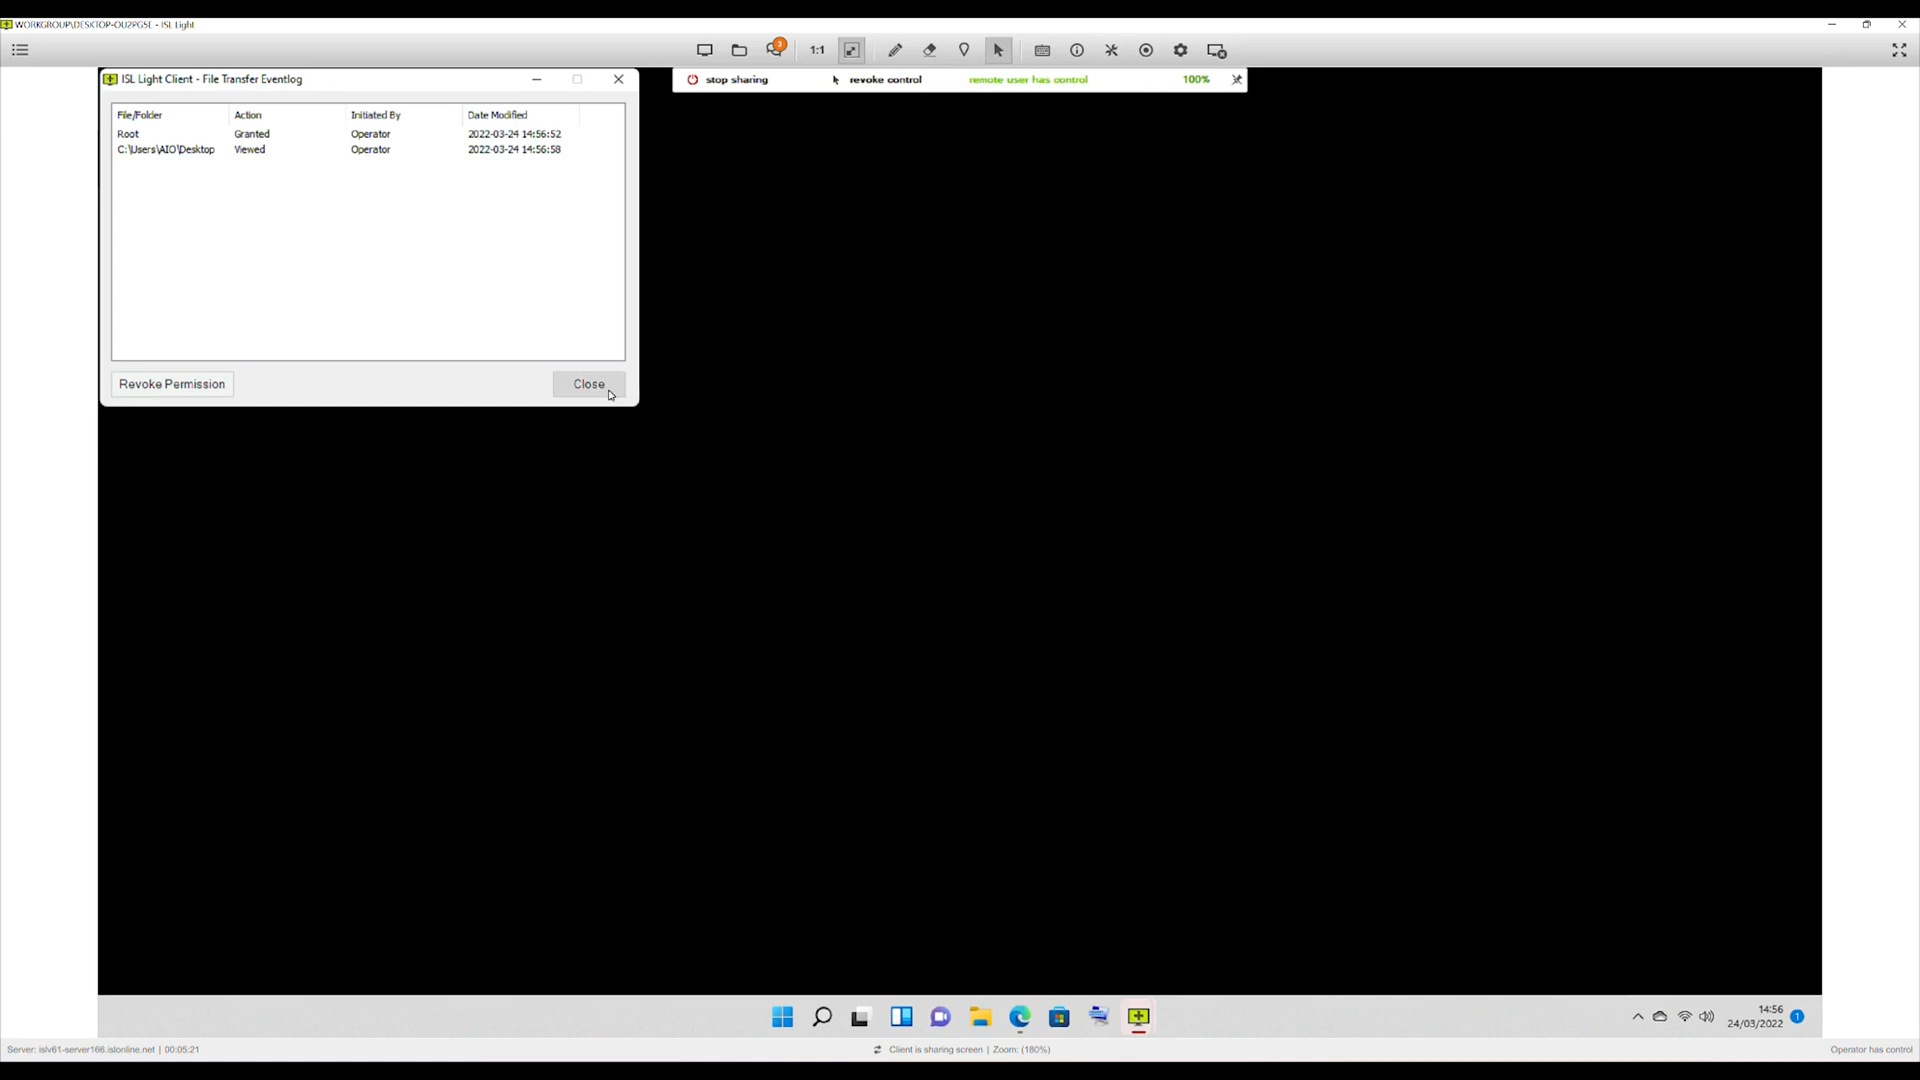 WORKGROUP\DESKTOP-OU2PG5E - ISL Light
3
1:1
ISL Light Client - File Transfer Eventlog
stop sharing
revoke control
remote user has control
100%
File/Folder Action Initiated By Date Modified
Root Granted Operator 2022-03-24 14:56:52
C:\Users\AIO\Desktop Viewed Operator 2022-03-24 14:56:58
Revoke Permission
Close
14:56
24/03/2022
1
Server: islv61-server166.islonline.net | 00:05:21
Client is sharing screen | Zoom: (180%)
Operator has control